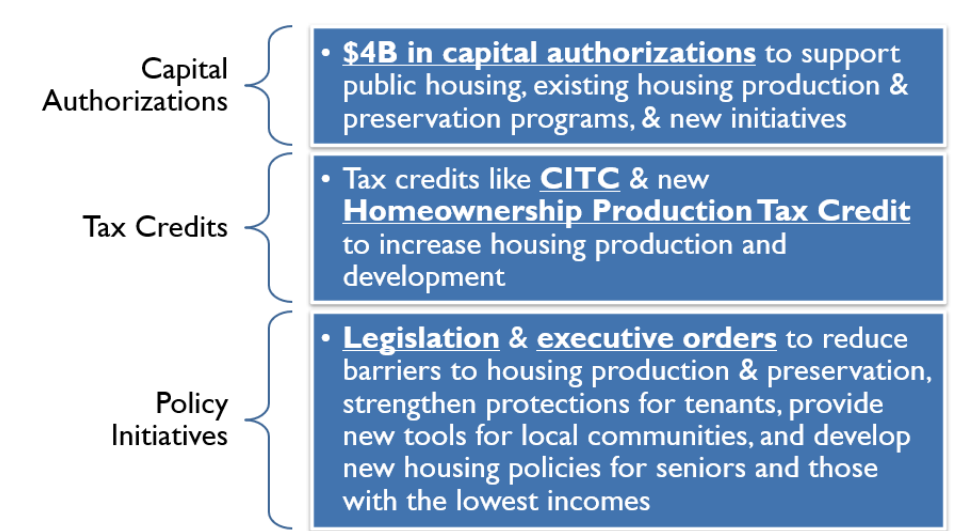 Capital
Authorizations
• $4B in capital authorizations to support
public housing, existing housing production &
preservation programs, & new initiatives
Tax Credits
• Tax credits like CITC & new
Homeownership Production Tax Credit
to increase housing production and
development
Policy
Initiatives
• Legislation & executive orders to reduce
barriers to housing production & preservation,
strengthen protections for tenants, provide
new tools for local communities, and develop
new housing policies for seniors and those
with the lowest incomes